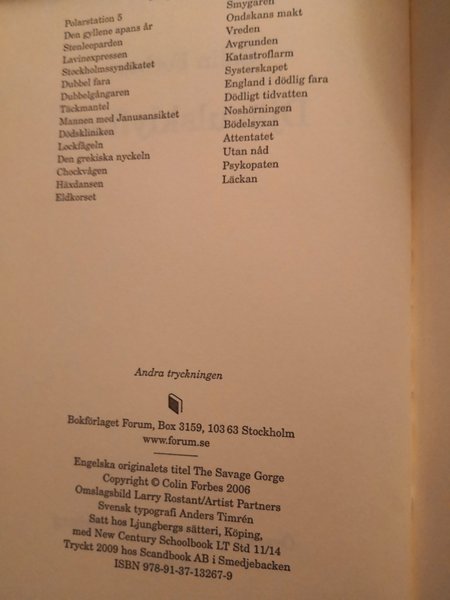 Polarstation 5
Den gyllene apans år
Stenleoparden
Lavinexpressen
Stockholmssyndikatet
Dubbel fara
Dubbelgångaren
Täckmantel
Mannen med Janusansiktet
Dödskliniken
Lockfågeln
Den grekiska nyckeln
Chockvågen
Häxdansen
Eldkorset
Smygaren
Ondskans makt
Vreden
Avgrunden
Katastroflarm
Systerskapet
England i dödlig fara
Dödligt tidvatten
Noshörningen
Bödelsyxan
Attentatet
Utan nåd
Psykopaten
Läckan
Andra tryckningen
Bokförlaget Forum, Box 3159, 103 63 Stockholm
www.forum.se
Engelska originalets titel The Savage Gorge
Copyright © Colin Forbes 2006
Omslagsbild Larry Rostant/Artist Partners
Svensk typografi Anders Timrén
Satt hos Ljungbergs sätteri, Köping,
med New Century Schoolbook LT Std 11/14
Tryckt 2009 hos Scandbook AB i Smedjebacken
ISBN 978-91-37-13267-9